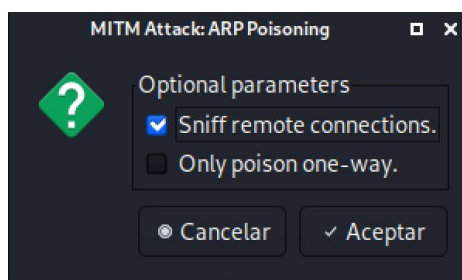 MITM Attack: ARP Poisoning
Optional parameters
Sniff remote connections.
Only poison one-way.
Cancelar
Aceptar